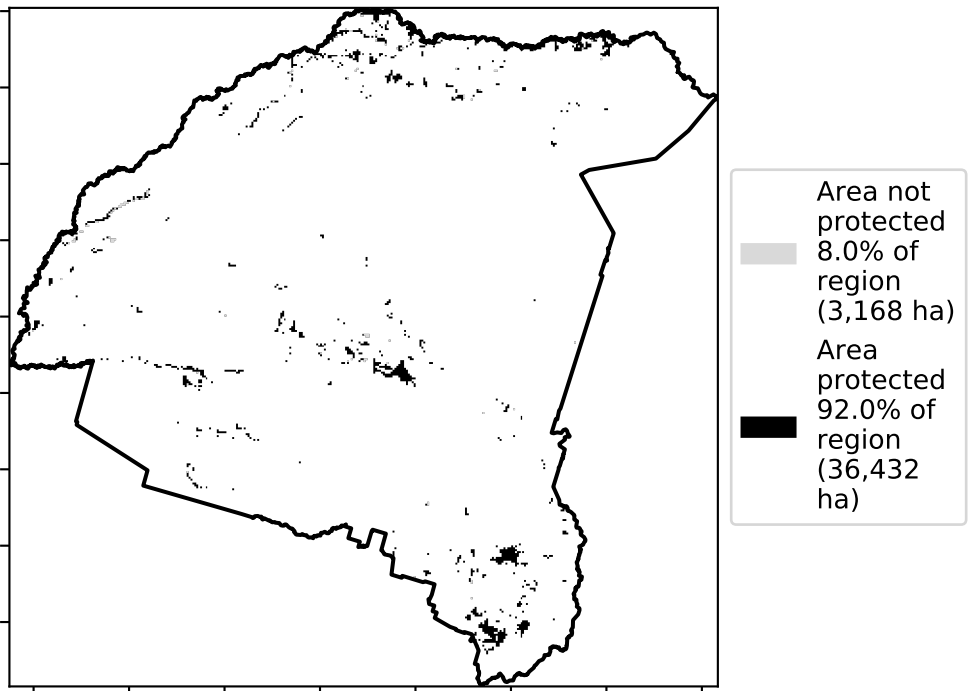 Area not
protected
8.0% of
region
(3,168 ha)
Area
protected
92.0% of
region
(36,432
ha)